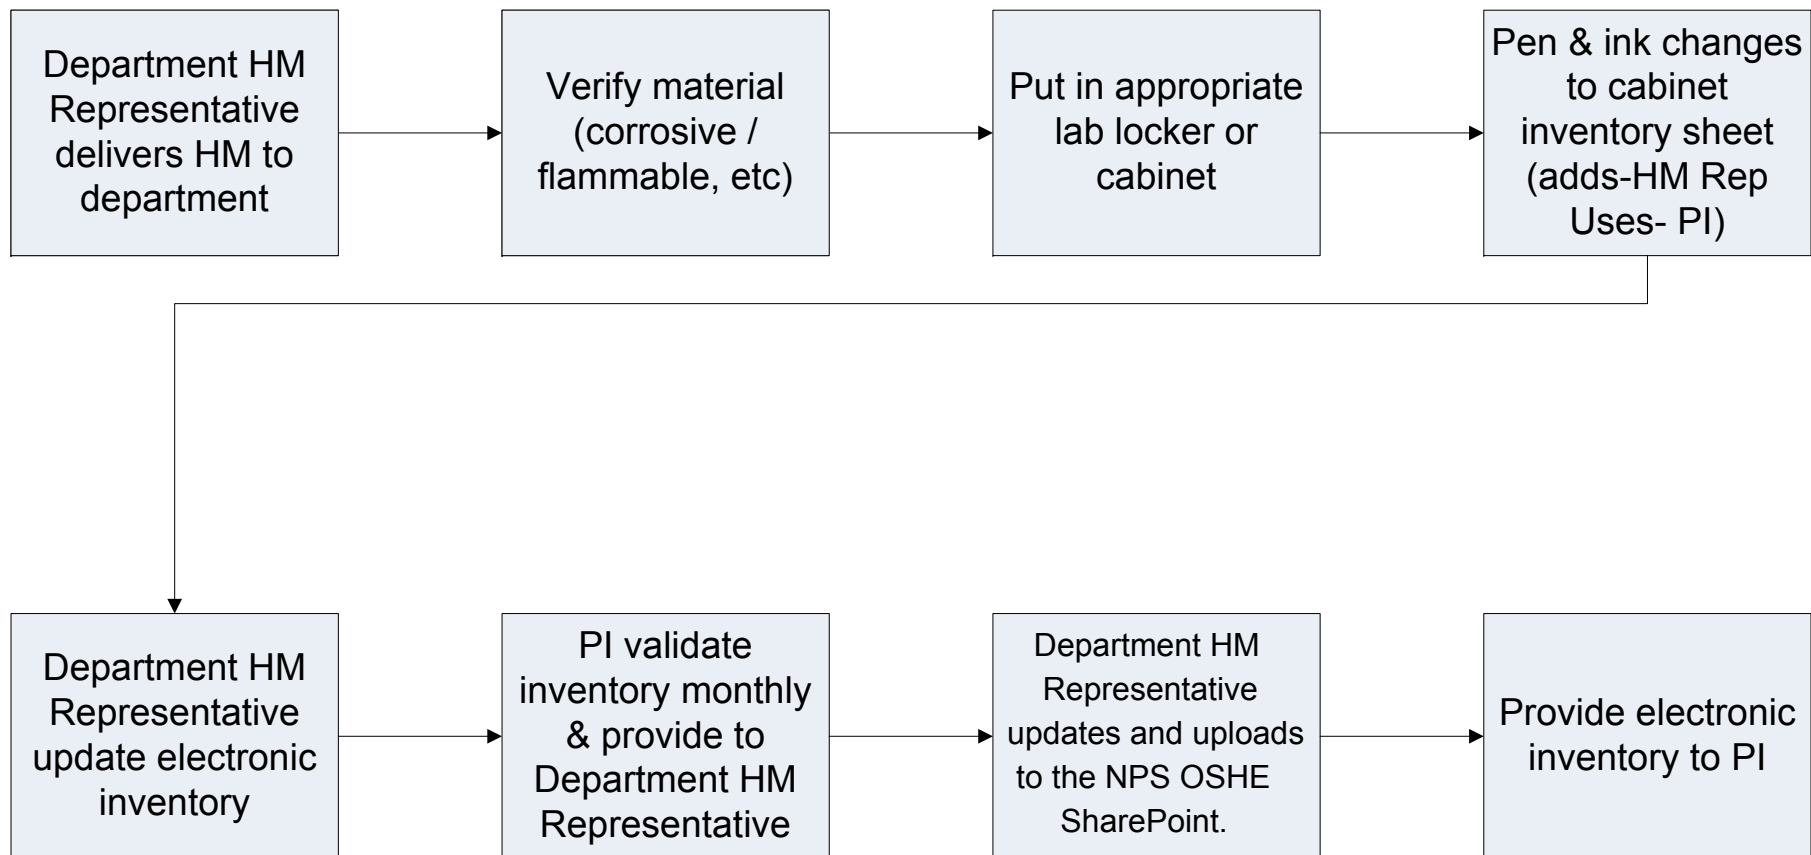 Department HM
Representative
delivers HM to
department
Verify material
(corrosive /
flammable, etc)
Put in appropriate
lab locker or
cabinet
Pen & ink changes
to cabinet
inventory sheet
(adds-HM Rep
Uses- PI)
Department HM
Representative
update electronic
inventory
PI validate
inventory monthly
& provide to
Department HM
Representative
Department HM
Representative
updates and uploads
to the NPS OSHE
SharePoint.
Provide electronic
inventory to PI